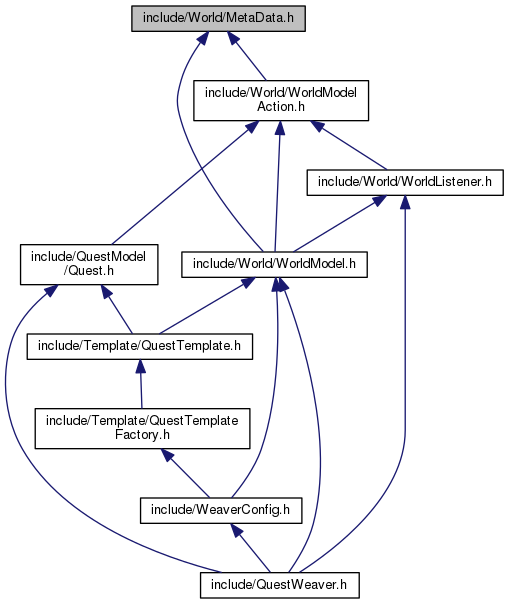 include/World/MetaData.h
include/World/WorldModel
Action.h
include/World/WorldListener.h
include/QuestModel
/Quest.h
include/World/WorldModel.h
include/Template/QuestTemplate.h
include/Template/QuestTemplate
Factory.h
include/WeaverConfig.h
include/QuestWeaver.h